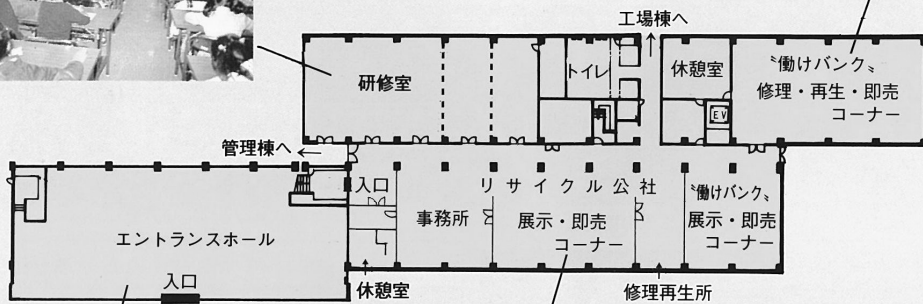 工場棟へ
研修室
トイレ
休憩室
〝働けバンク〟
修理・再生・即売
コーナー
EV
管理棟へ
入口
リサイクル公社
事務所
展示・即売
コーナー
〝働けバンク〟
展示・即売
コーナー
エントランスホール
入口
休憩室
修理再生所